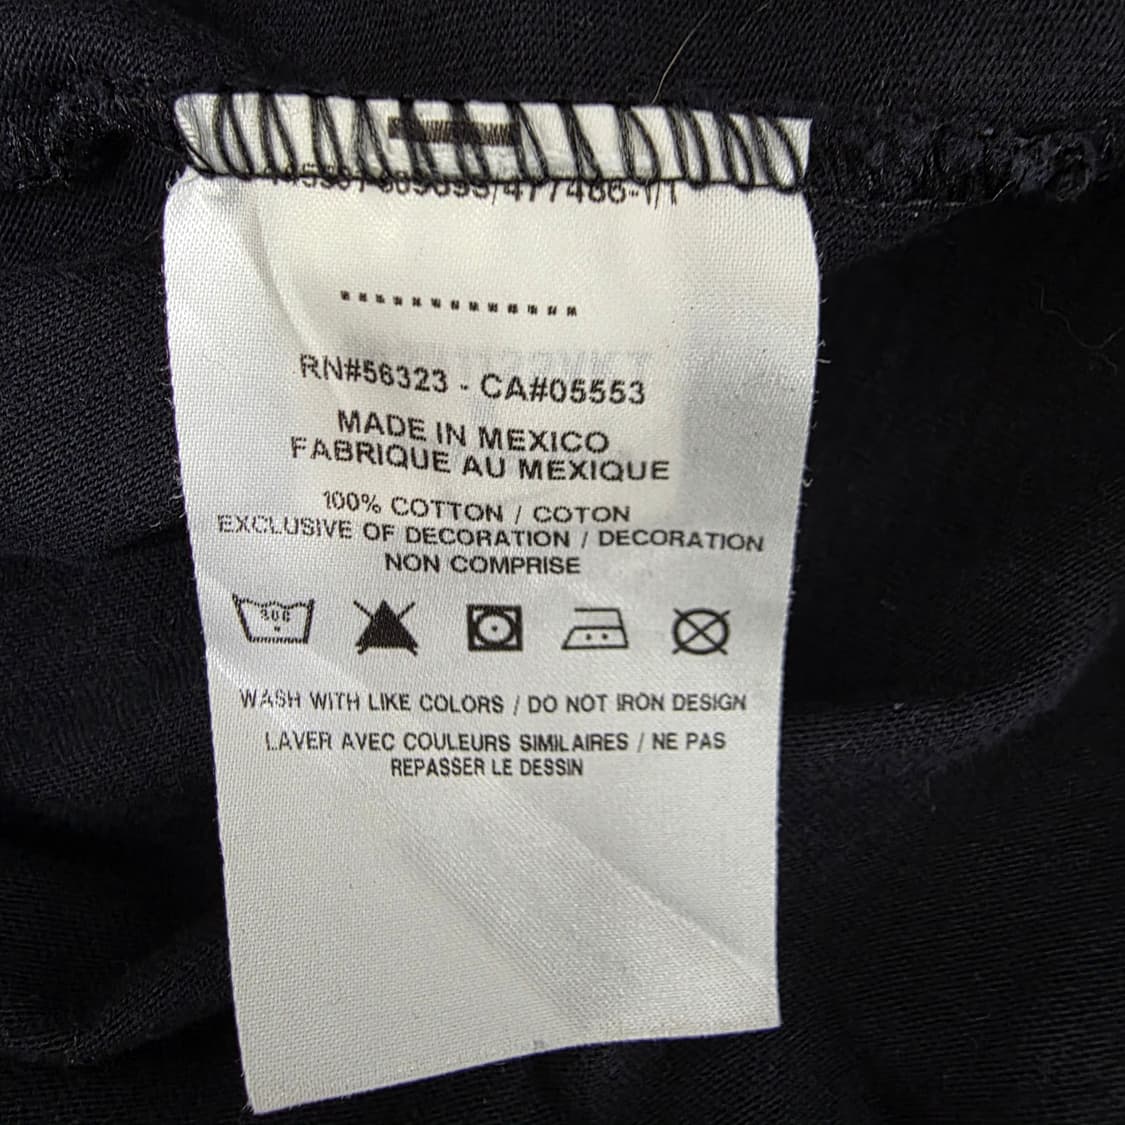 RN#56323 - CA#05553
MADE IN MEXICO
FABRIQUE AU MEXIQUE
100% COTTON / COTON
EXCLUSIVE OF DECORATION / DECORATION
NON COMPRISE
WASH WITH LIKE COLORS / DO NOT IRON DESIGN
LAVER AVEC COULEURS SIMILAIRES / NE PAS
REPASSER LE DESSIN